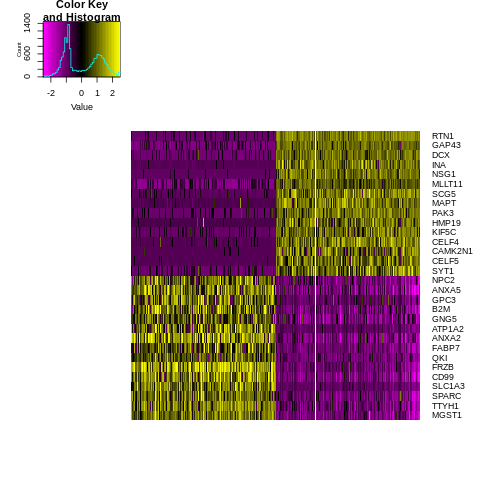 Color Key
and Histogram
Count
0 600 1400
-2 -1 0 1 2
Value
RTN1
GAP43
DCX
INA
NSG1
MLLT11
SCG5
MAPT
PAK3
HMP19
KIF5C
CELF4
CAMK2N1
CELF5
SYT1
NPC2
ANXA5
GPC3
B2M
GNG5
ATP1A2
ANXA2
FABP7
QKI
FRZB
CD99
SLC1A3
SPARC
TTYH1
MGST1